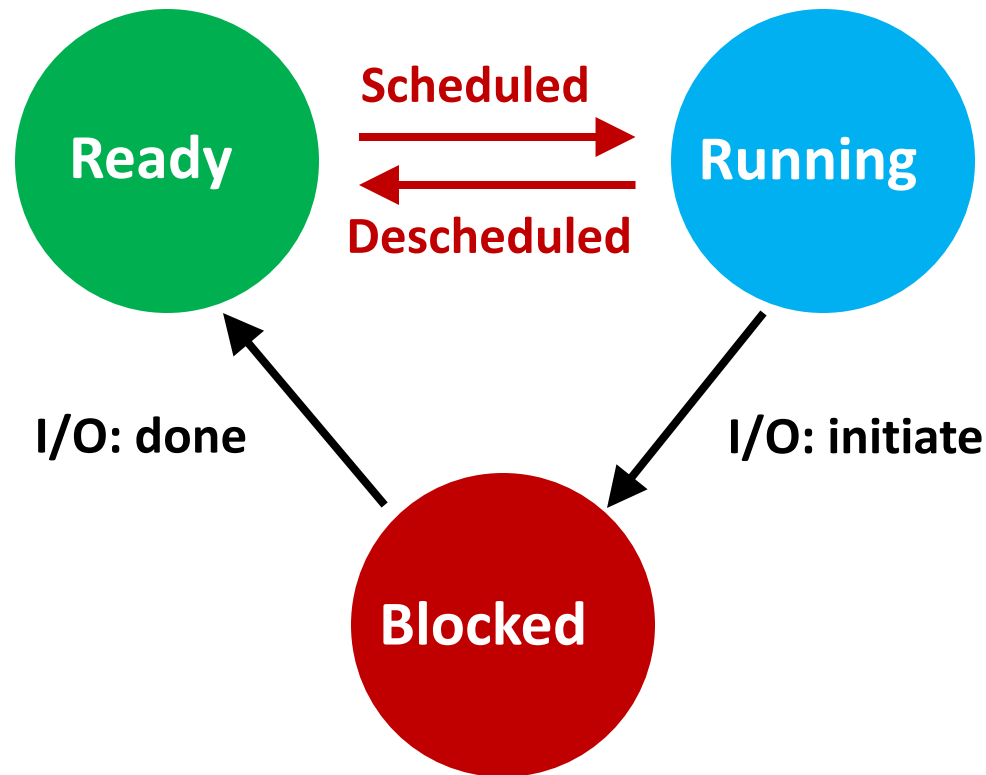 Scheduled
Ready
Running
Descheduled
I/O: done
I/O: initiate
Blocked